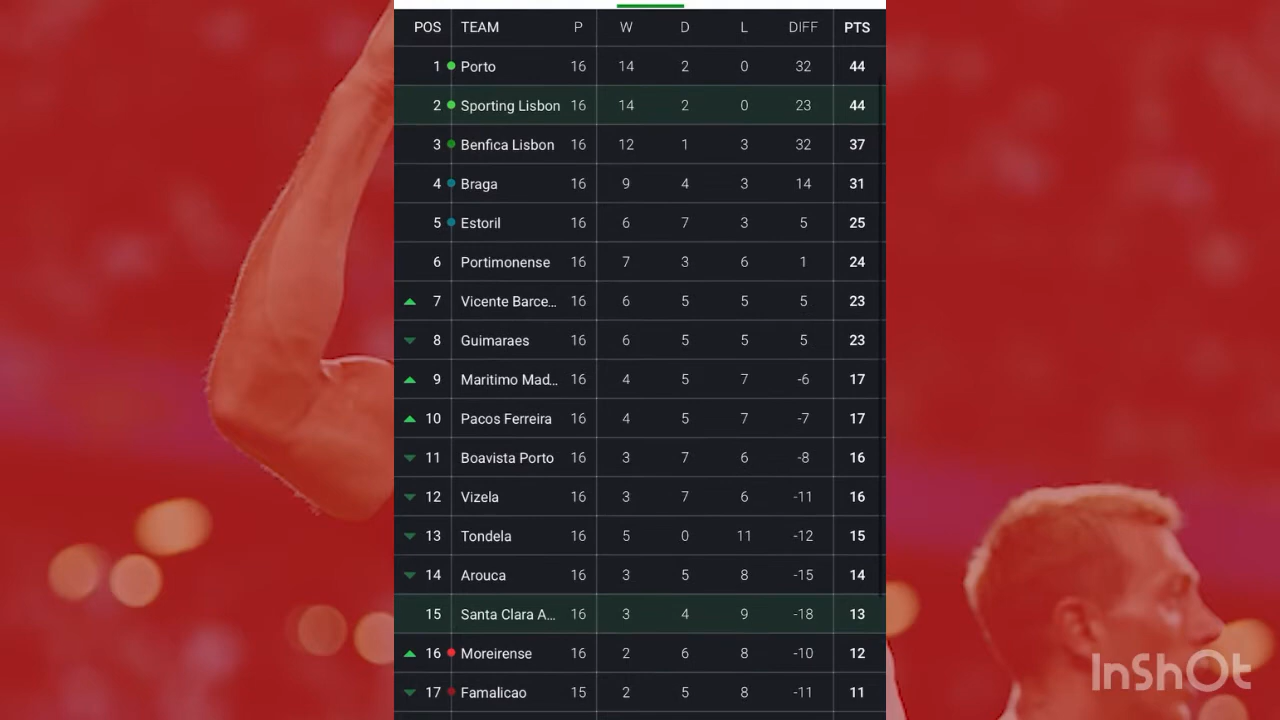 POS TEAM P W D L DIFF PTS
1 Porto 16 14 2 0 32 44
2 Sporting Lisbon 16 14 2 0 23 44
3 Benfica Lisbon 16 12 1 3 32 37
4 Braga 16 9 4 3 14 31
5 Estoril 16 6 7 3 5 25
6 Portimonense 16 7 3 6 1 24
7 Vicente Barce... 16 6 5 5 5 23
8 Guimaraes 16 6 5 5 5 23
9 Maritimo Mad... 16 4 5 7 -6 17
10 Pacos Ferreira 16 4 5 7 -7 17
11 Boavista Porto 16 3 7 6 -8 16
12 Vizela 16 3 7 6 -11 16
13 Tondela 16 5 0 11 -12 15
14 Arouca 16 3 5 8 -15 14
15 Santa Clara A... 16 3 4 9 -18 13
16 Moreirense 16 2 6 8 -10 12
17 Famalicao 15 2 5 8 -11 11
InShOt